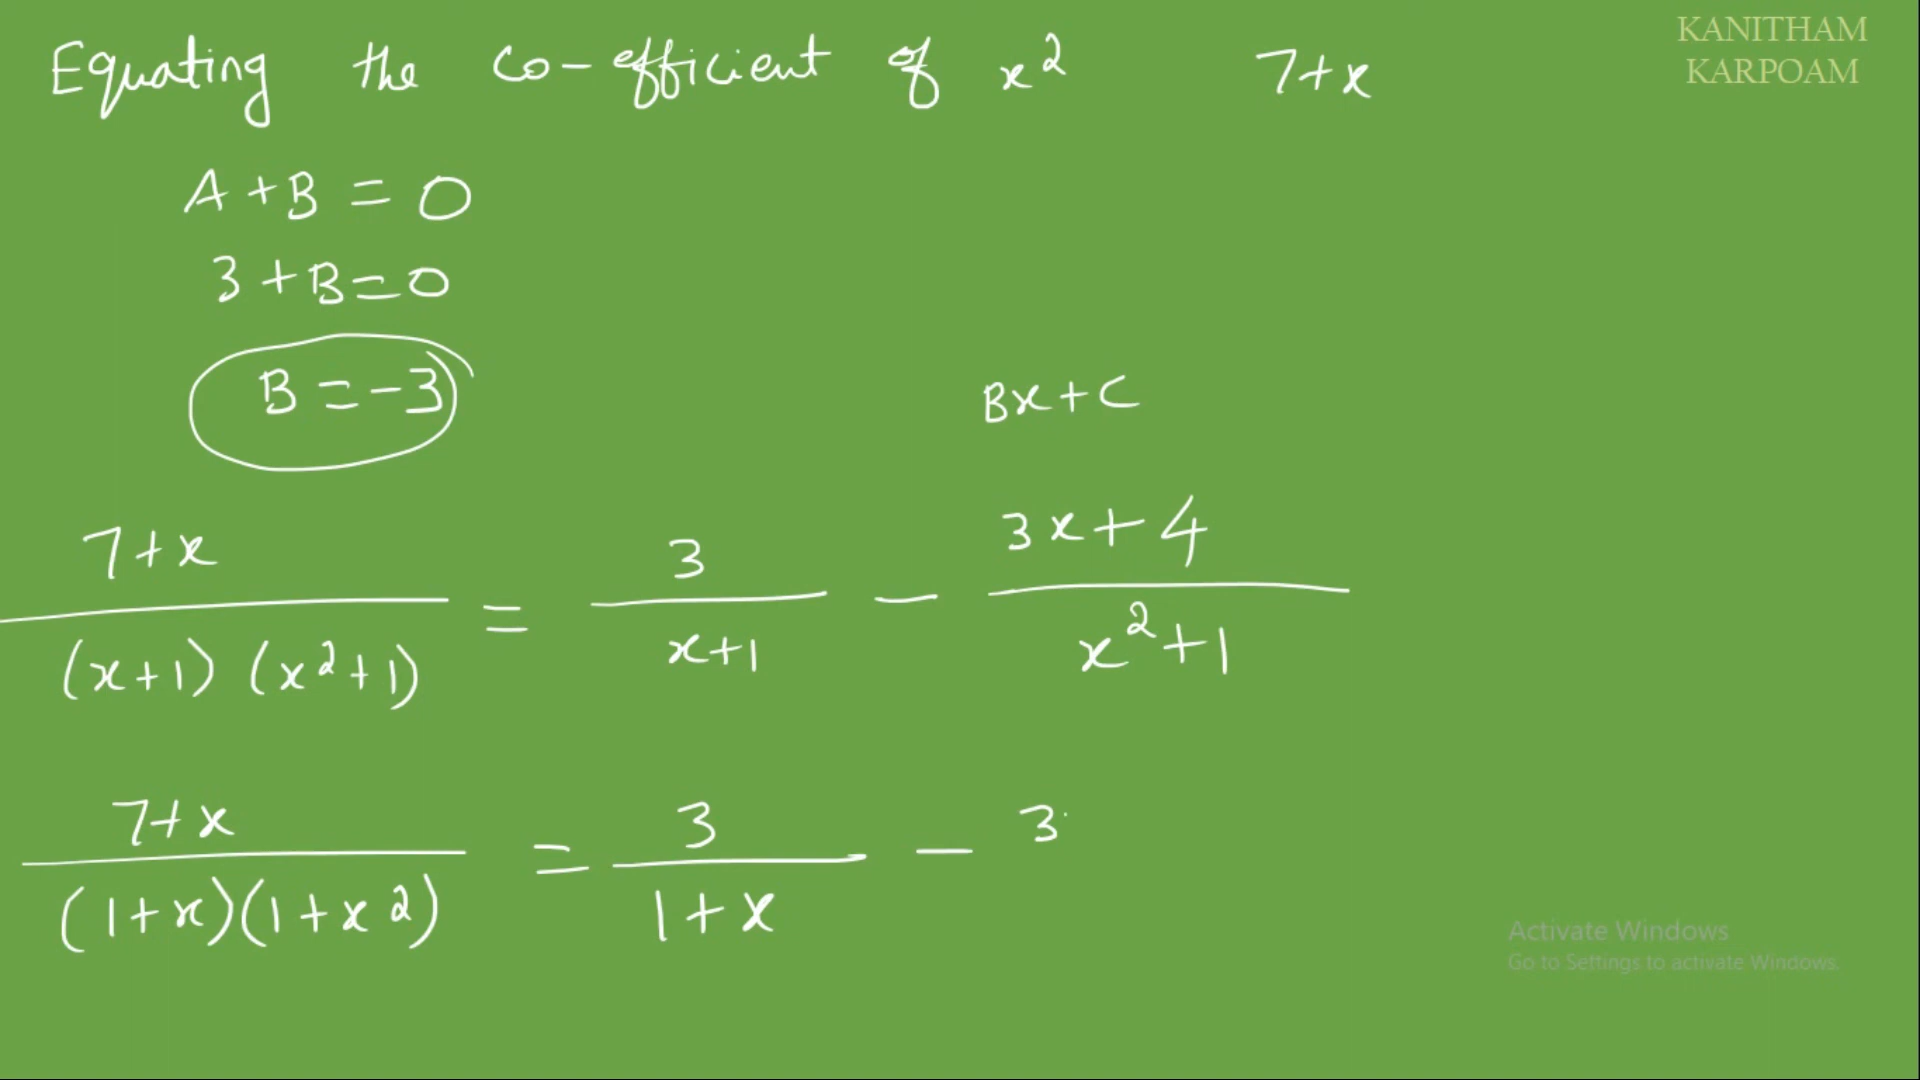 Equating the co-efficient of x² 7+x
KANITHAM
KARPOAM
A+B=0
3+B=0
B=-3
Bx+C
7+x / (x+1)(x²+1) = 3 / x+1 - 3x+4 / x²+1
7+x / (1+x)(1+x²) = 3 / 1+x - 3
Activate Windows
Go to Settings to activate Windows.